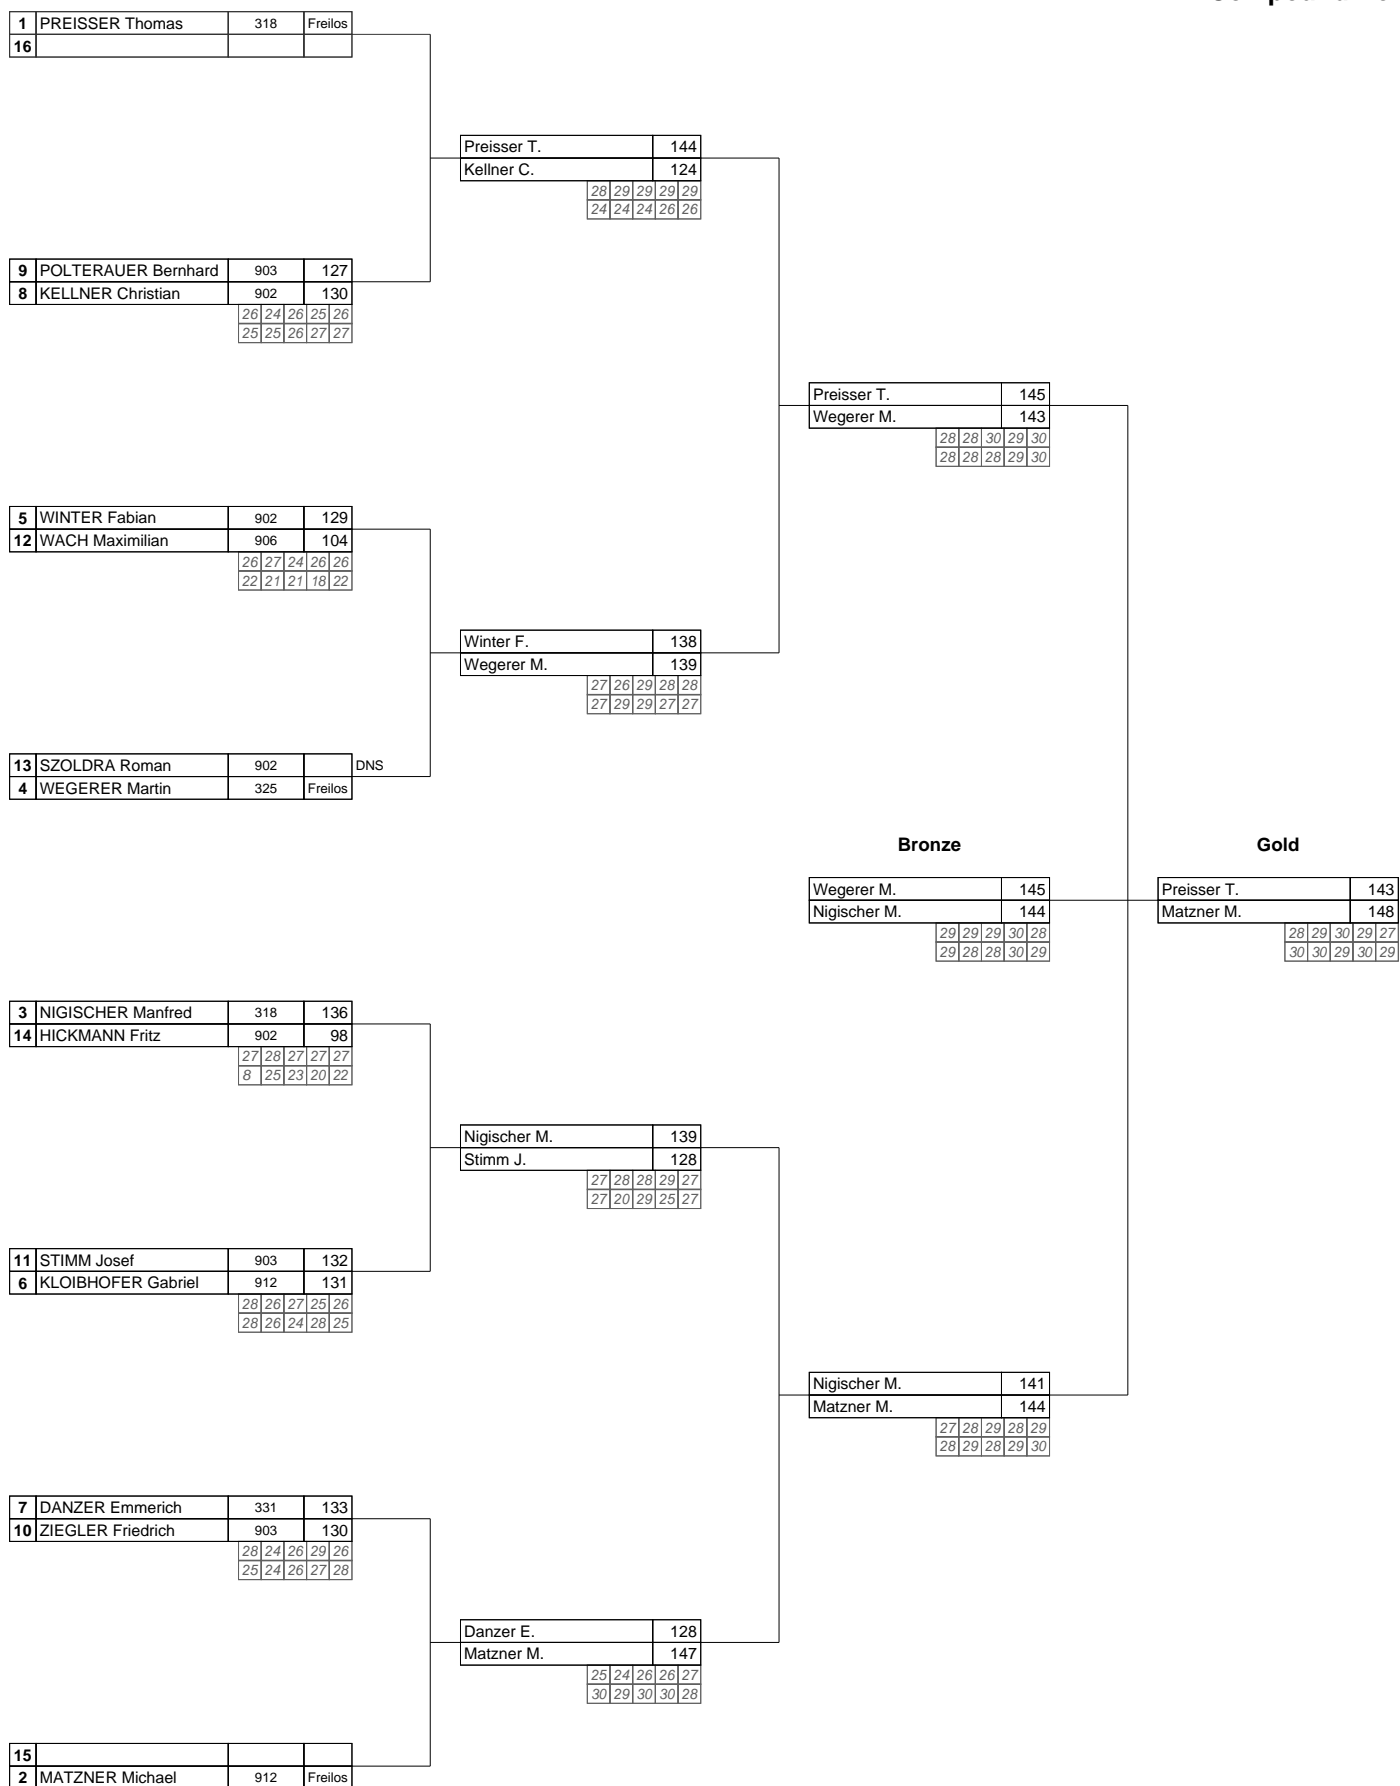 1 PREISSER Thomas 318 Freilos
16
Preisser T. 144
Kellner C. 124
28 29 29 29 29
24 24 24 26 26
9 POLTERAUER Bernhard 903 127
8 KELLNER Christian 902 130
26 24 26 25 26
25 25 26 27 27
Preisser T. 145
Wegerer M. 143
28 28 30 29 30
28 28 28 29 30
5 WINTER Fabian 902 129
12 WACH Maximilian 906 104
26 27 24 26 26
22 21 21 18 22
Winter F. 138
Wegerer M. 139
27 26 29 28 28
27 29 29 27 27
13 SZOLDRA Roman 902 DNS
4 WEGERER Martin 325 Freilos
Bronze Gold
Wegerer M. 145 Preisser T. 143
Nigischer M. 144 Matzner M. 148
29 29 29 30 28 28 29 30 29 27
29 28 28 30 29 30 30 29 30 29
3 NIGISCHER Manfred 318 136
14 HICKMANN Fritz 902 98
27 28 27 27 27
8 25 23 20 22
Nigischer M. 139
Stimm J. 128
27 28 28 29 27
27 20 29 25 27
11 STIMM Josef 903 132
6 KLOIBHOFER Gabriel 912 131
28 26 27 25 26
28 26 24 28 25
Nigischer M. 141
Matzner M. 144
27 28 29 28 29
28 29 28 29 30
7 DANZER Emmerich 331 133
10 ZIEGLER Friedrich 903 130
28 24 26 29 26
25 24 26 27 28
Danzer E. 128
Matzner M. 147
25 24 26 26 27
30 29 30 30 28
15
2 MATZNER Michael 912 Freilos